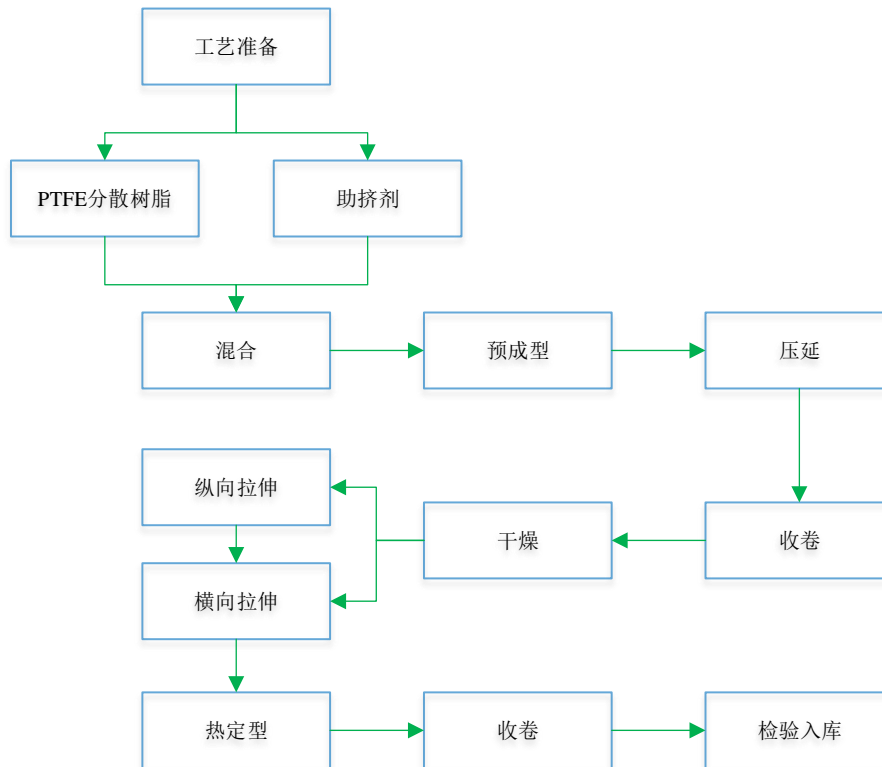 工艺准备
PTFE分散树脂
助挤剂
混合
预成型
压延
纵向拉伸
干燥
收卷
横向拉伸
热定型
收卷
检验入库